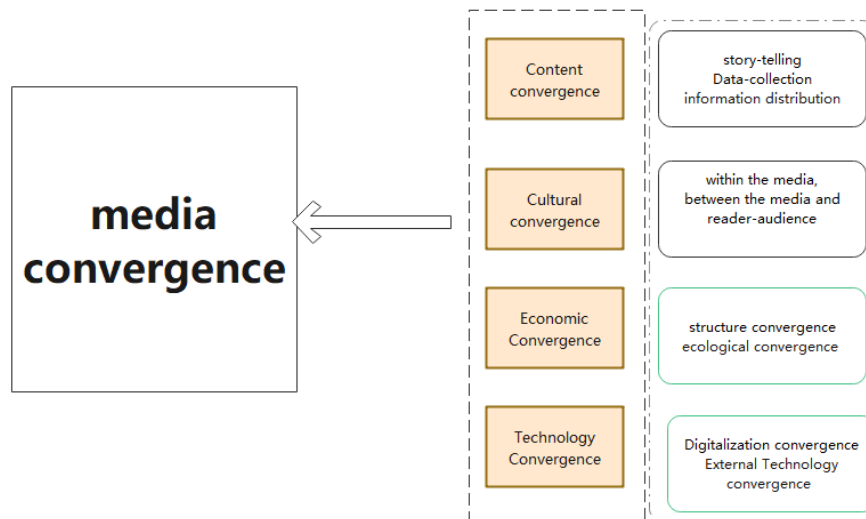 media
convergence
Content
convergence
story-telling
Data-collection
information distribution
Cultural
convergence
within the media,
between the media and
reader-audience
Economic
Convergence
structure convergence
ecological convergence
Technology
Convergence
Digitalization convergence
External Technology
convergence